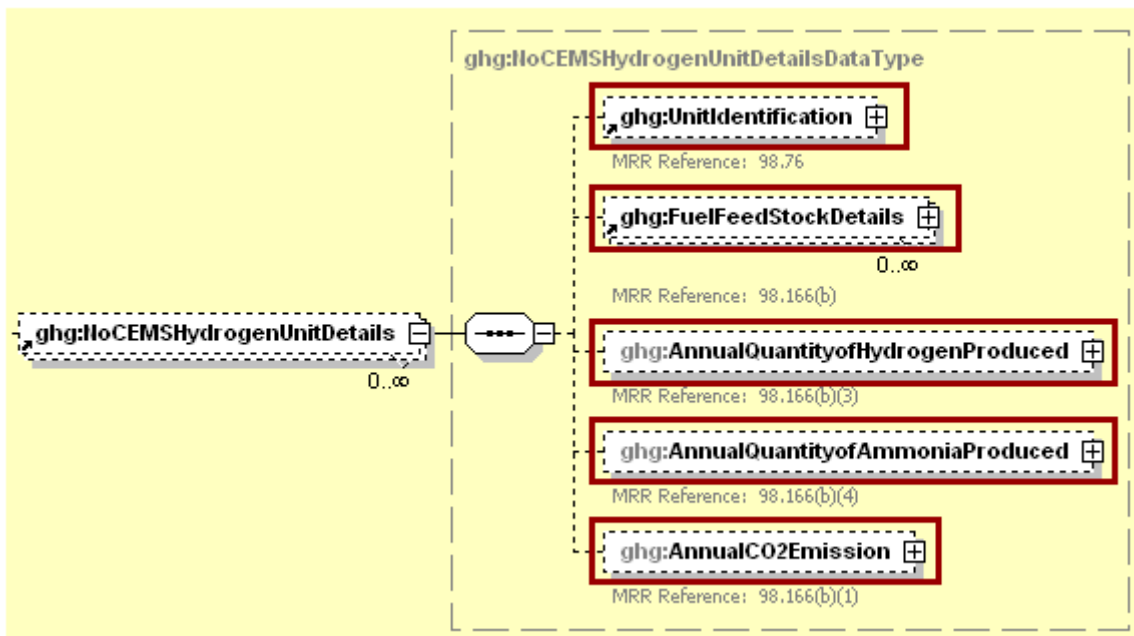 ghg:NoCEMSHydrogenUnitDetailsDataType
ghg:UnitIdentification
MRR Reference: 98.76
ghg:FuelFeedStockDetails
0..∞
MRR Reference: 98.166(b)
ghg:NoCEMSHydrogenUnitDetails
0..∞
ghg:AnnualQuantityofHydrogenProduced
MRR Reference: 98.166(b)(3)
ghg:AnnualQuantityofAmmoniaProduced
MRR Reference: 98.166(b)(4)
ghg:AnnualCO2Emission
MRR Reference: 98.166(b)(1)